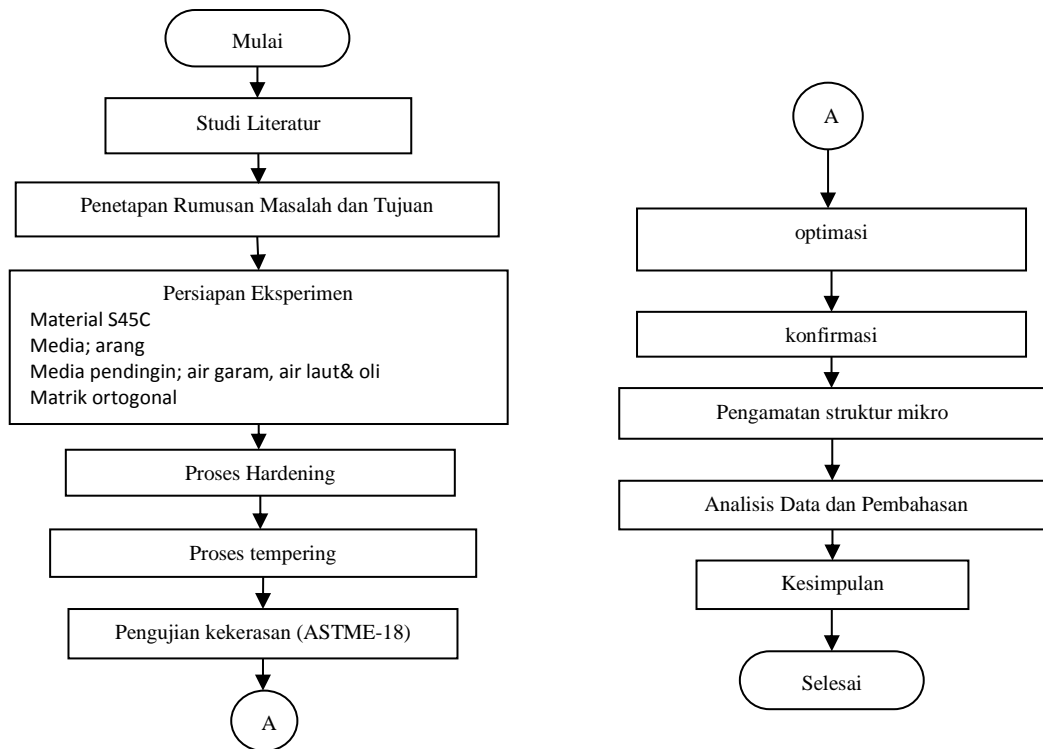 Mulai
Studi Literatur
Penetapan Rumusan Masalah dan Tujuan
Persiapan Eksperimen
Material S45C
Media; arang
Media pendingin; air garam, air laut& oli
Matrik ortogonal
Proses Hardening
Proses tempering
Pengujian kekerasan (ASTME-18)
A
A
optimasi
konfirmasi
Pengamatan struktur mikro
Analisis Data dan Pembahasan
Kesimpulan
Selesai